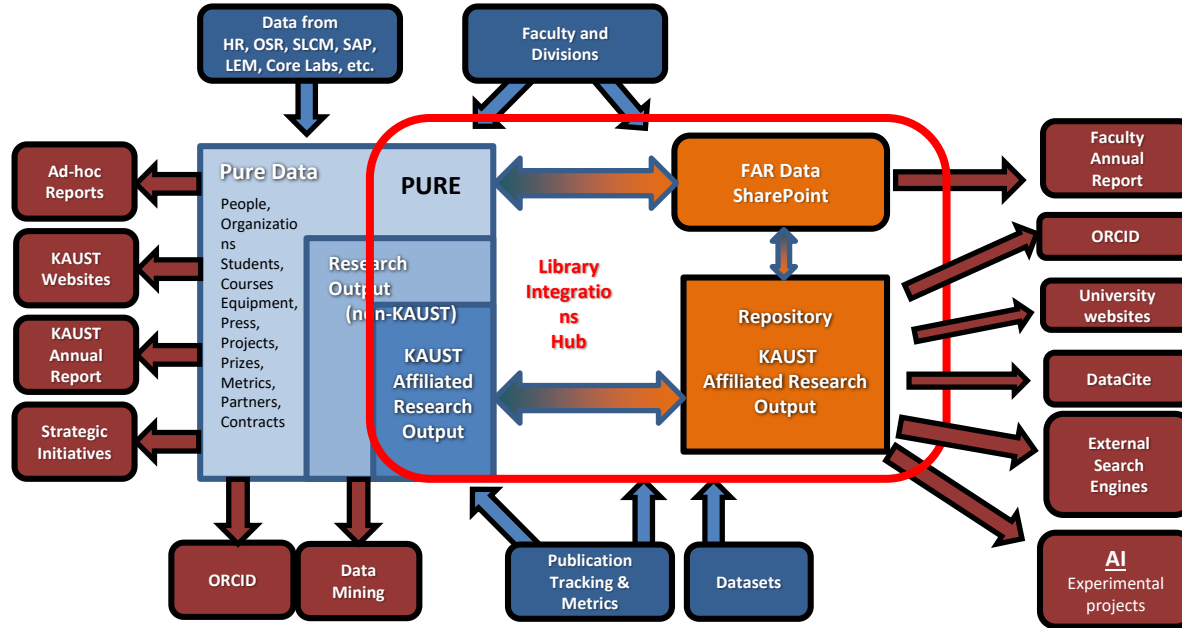 Data from
HR, OSR, SLCM, SAP,
LEM, Core Labs, etc.
Faculty and
Divisions
Ad-hoc
Reports
KAUST
Websites
KAUST
Annual
Report
Strategic
Initiatives
Pure Data
People,
Organizatio
ns
Students,
Courses
Equipment,
Press,
Projects,
Prizes,
Metrics,
Partners,
Contracts
PURE
Research
Output
(non-KAUST)
KAUST
Affiliated
Research
Output
Library
Integratio
ns
Hub
FAR Data
SharePoint
Repository
KAUST
Affiliated Research
Output
Faculty
Annual
Report
ORCID
University
websites
DataCite
External
Search
Engines
AI
Experimental
projects
ORCID
Data
Mining
Publication
Tracking &
Metrics
Datasets